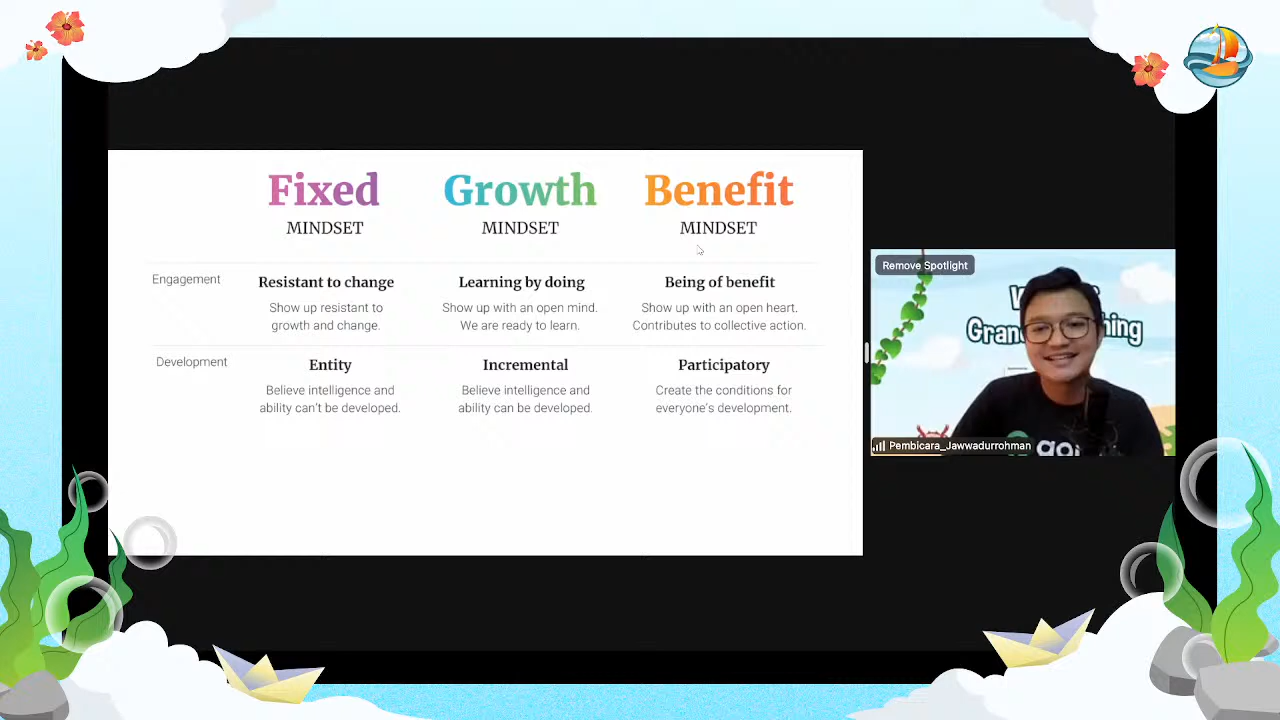 Fixed
MINDSET
Growth
MINDSET
Benefit
MINDSET
Engagement
Resistant to change
Show up resistant to
growth and change.
Learning by doing
Show up with an open mind.
We are ready to learn.
Being of benefit
Show up with an open heart.
Contributes to collective action.
Development
Entity
Believe intelligence and
ability can't be developed.
Incremental
Believe intelligence and
ability can be developed.
Participatory
Create the conditions for
everyone's development.
Remove Spotlight
Pembicara_Jawwadurrohman